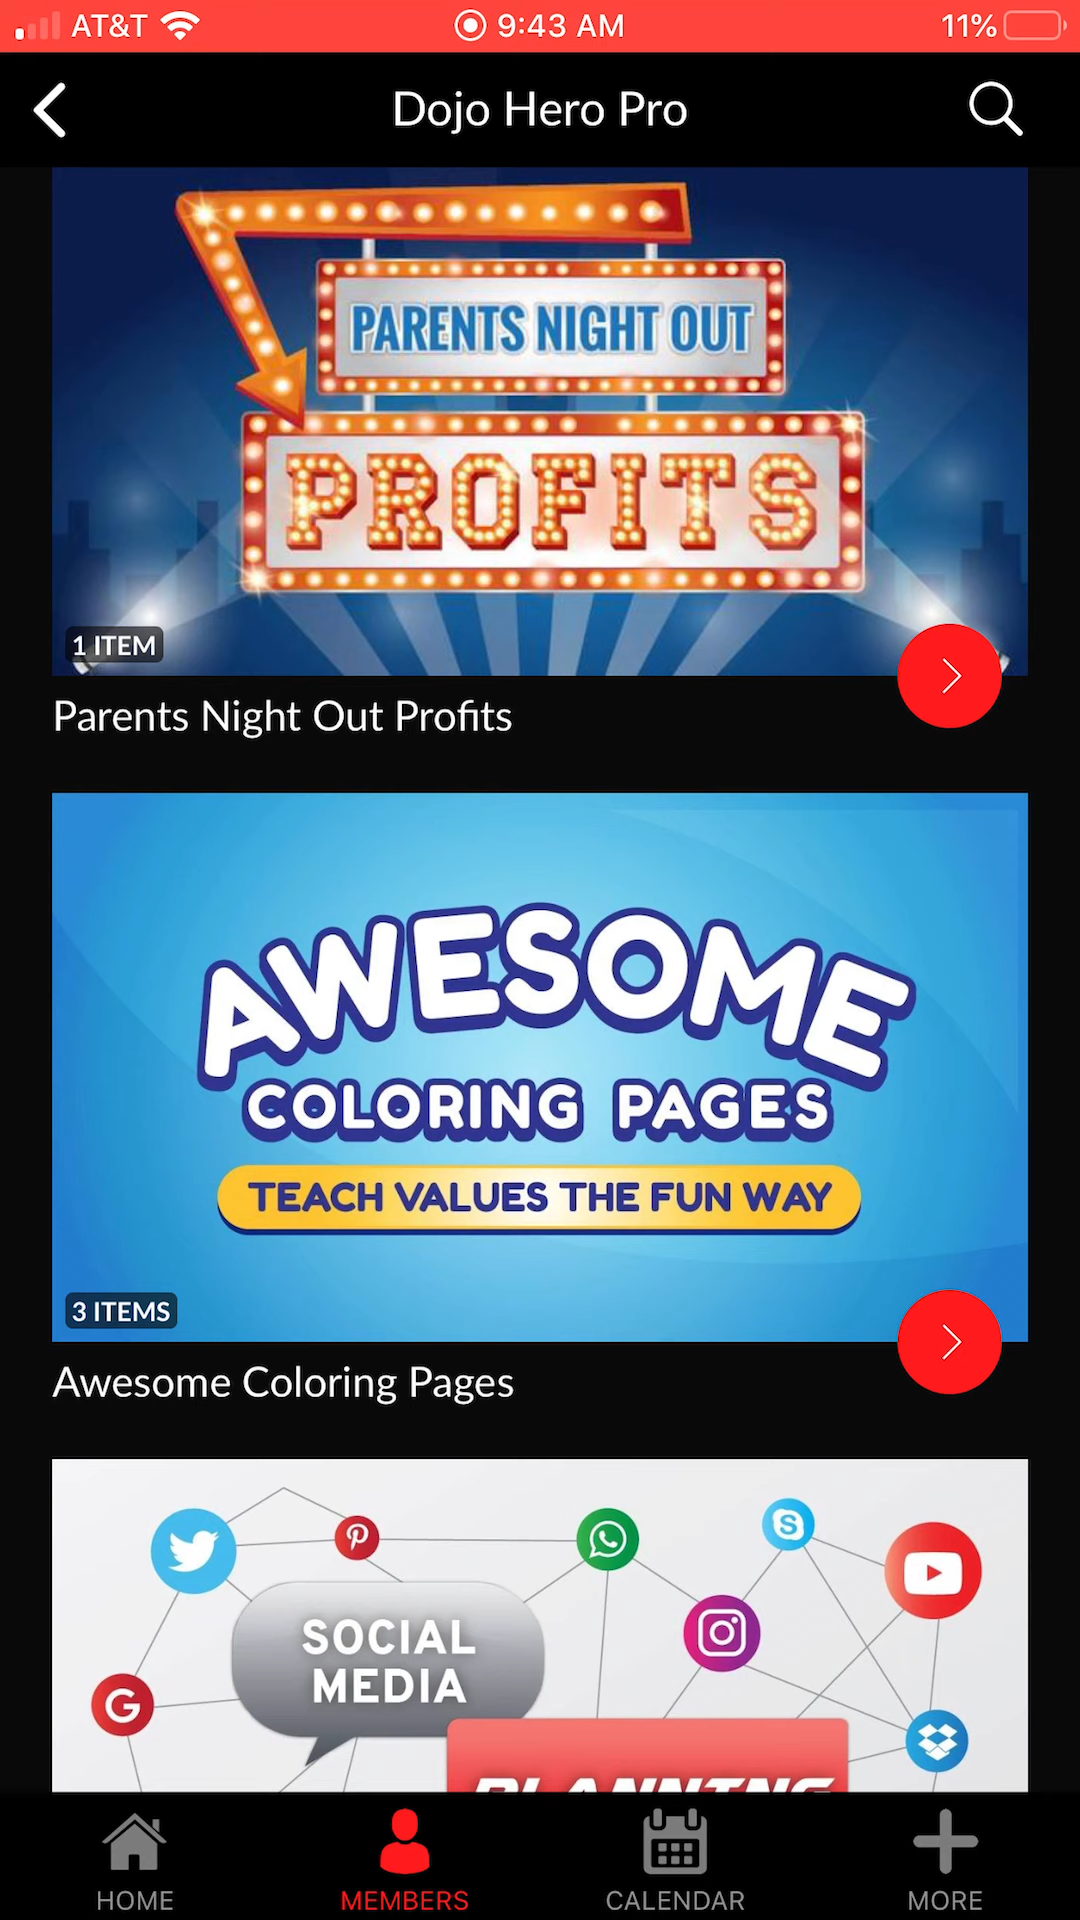 AT&T
9:43 AM
11%
Dojo Hero Pro
PARENTS NIGHT OUT
PROFITS
1 ITEM
Parents Night Out Profits
AWESOME
COLORING PAGES
TEACH VALUES THE FUN WAY
3 ITEMS
Awesome Coloring Pages
SOCIAL
MEDIA
G
PLANNING
HOME
MEMBERS
CALENDAR
MORE